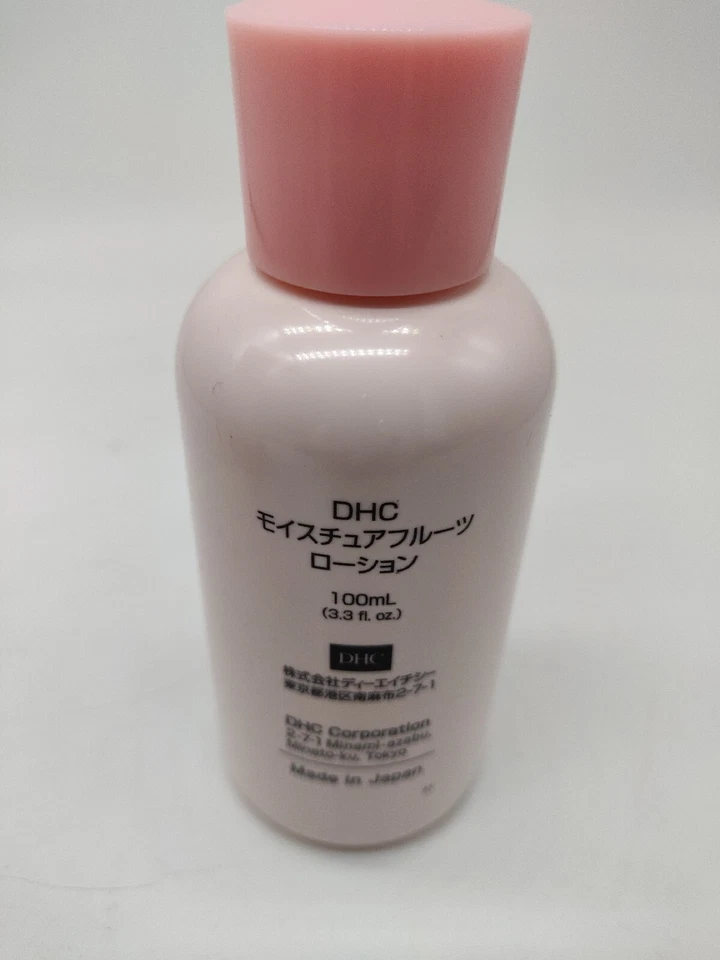 DHC
モイスチュアフルーツ
ローション
100mL
(3.3 fl. oz.)
DHC
株式会社ディーエイチシー
東京都港区南麻布2-7-1
DHC Corporation
2-7-1 Minami-azabu,
Minato-ku, Tokyo
Made in Japan